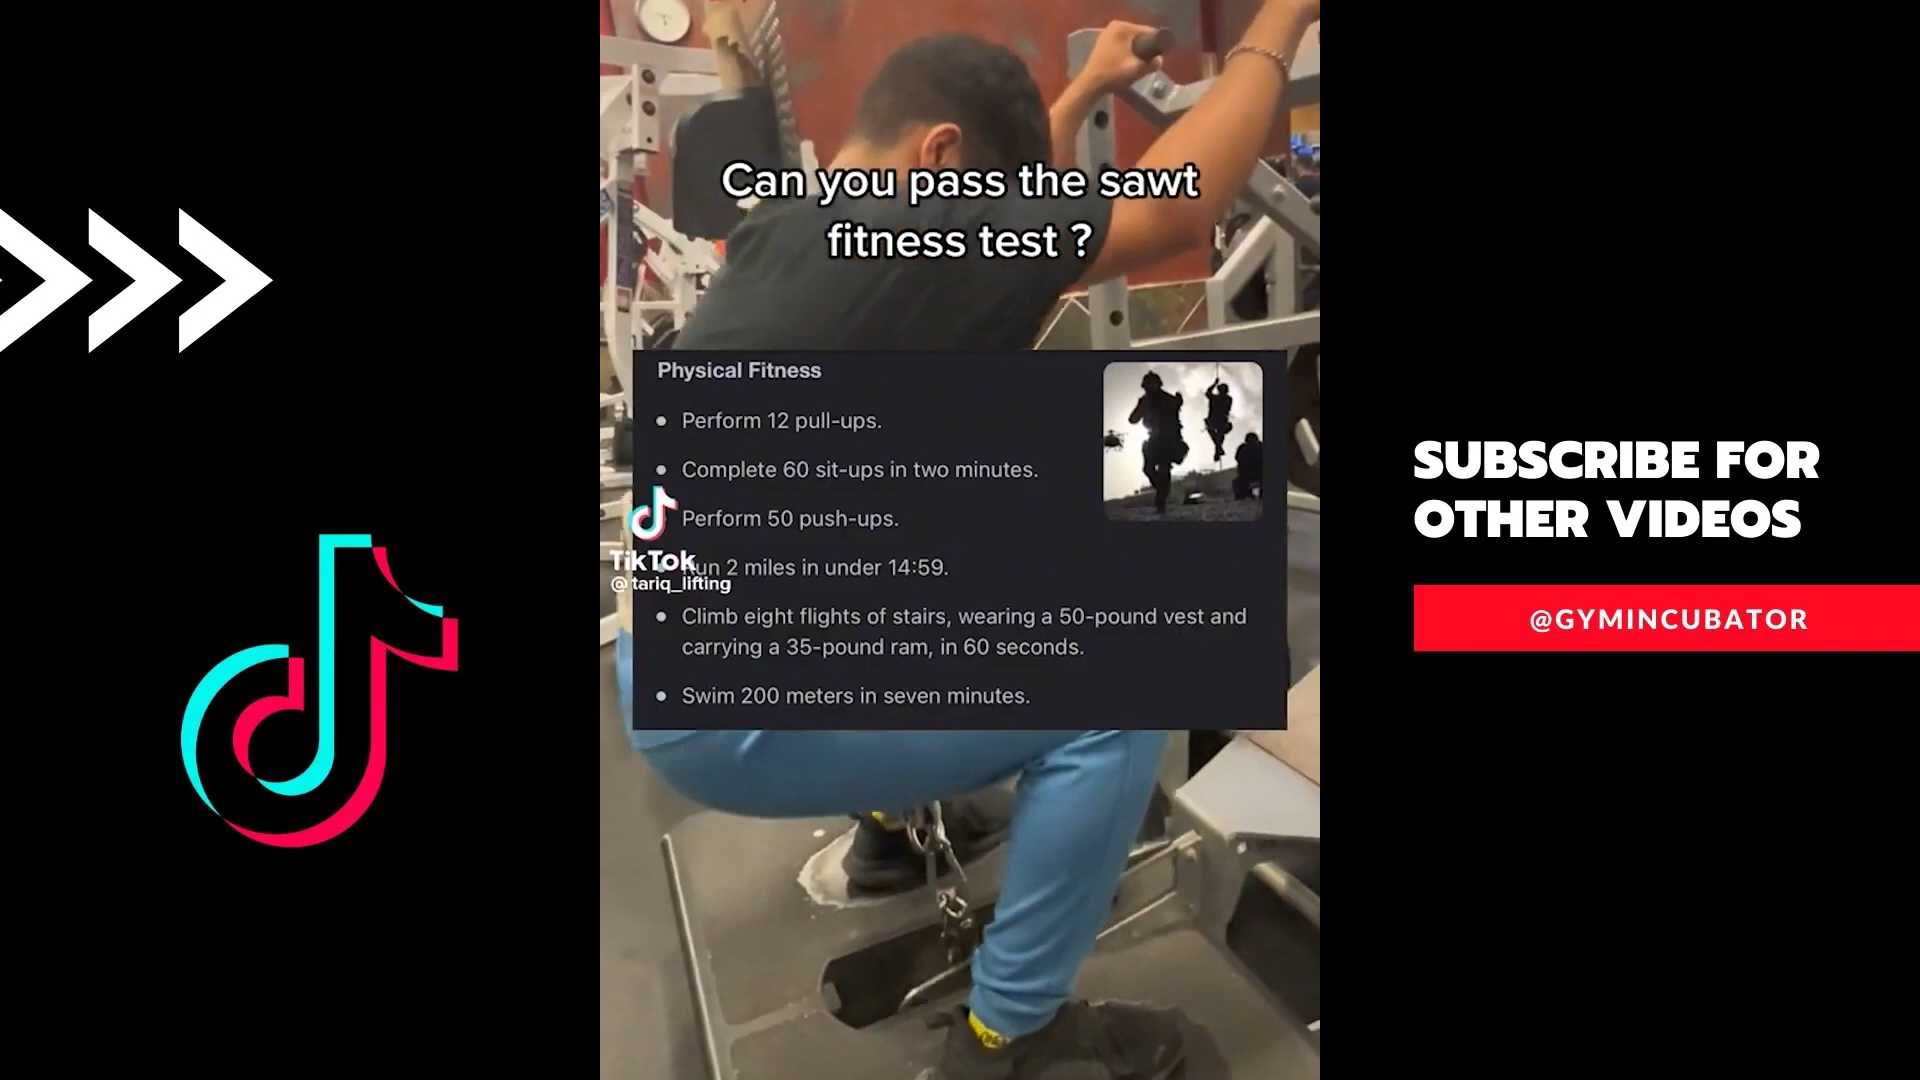 Can you pass the sawt
fitness test ?
Physical Fitness
Perform 12 pull-ups.
Complete 60 sit-ups in two minutes.
Perform 50 push-ups.
Run 2 miles in under 14:59.
Climb eight flights of stairs, wearing a 50-pound vest and
carrying a 35-pound ram, in 60 seconds.
Swim 200 meters in seven minutes.
TikTok
@tariq_lifting
SUBSCRIBE FOR
OTHER VIDEOS
@GYMINCUBATOR